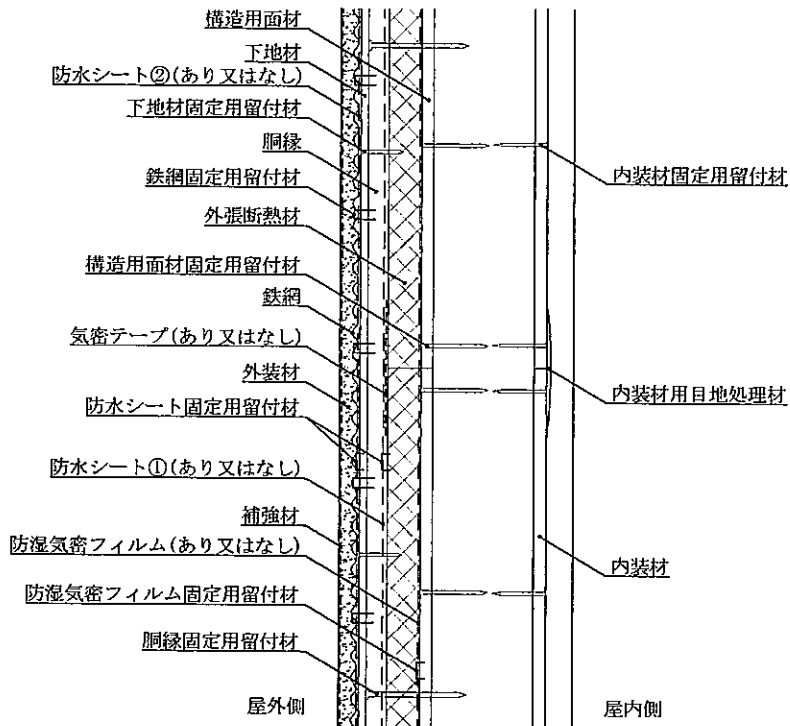 構造用面材
下地材
防水シート②(あり又はなし)
下地材固定用留付材
胴縁
鉄網固定用留付材
外張断熱材
構造用面材固定用留付材
鉄網
気密テープ(あり又はなし)
外装材
防水シート固定用留付材
防水シート①(あり又はなし)
補強材
防湿気密フィルム(あり又はなし)
防湿気密フィルム固定用留付材
胴縁固定用留付材
屋外側
内装材固定用留付材
内装材用目地処理材
内装材
屋内側